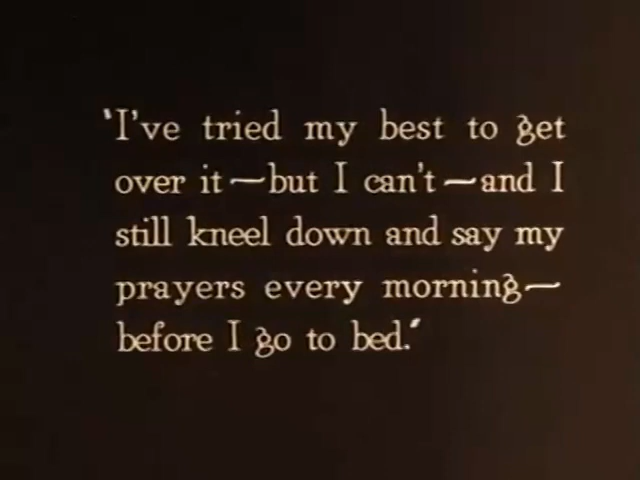 "I've tried my best to get
over it—but I can't—and I
still kneel down and say my
prayers every morning—
before I go to bed."